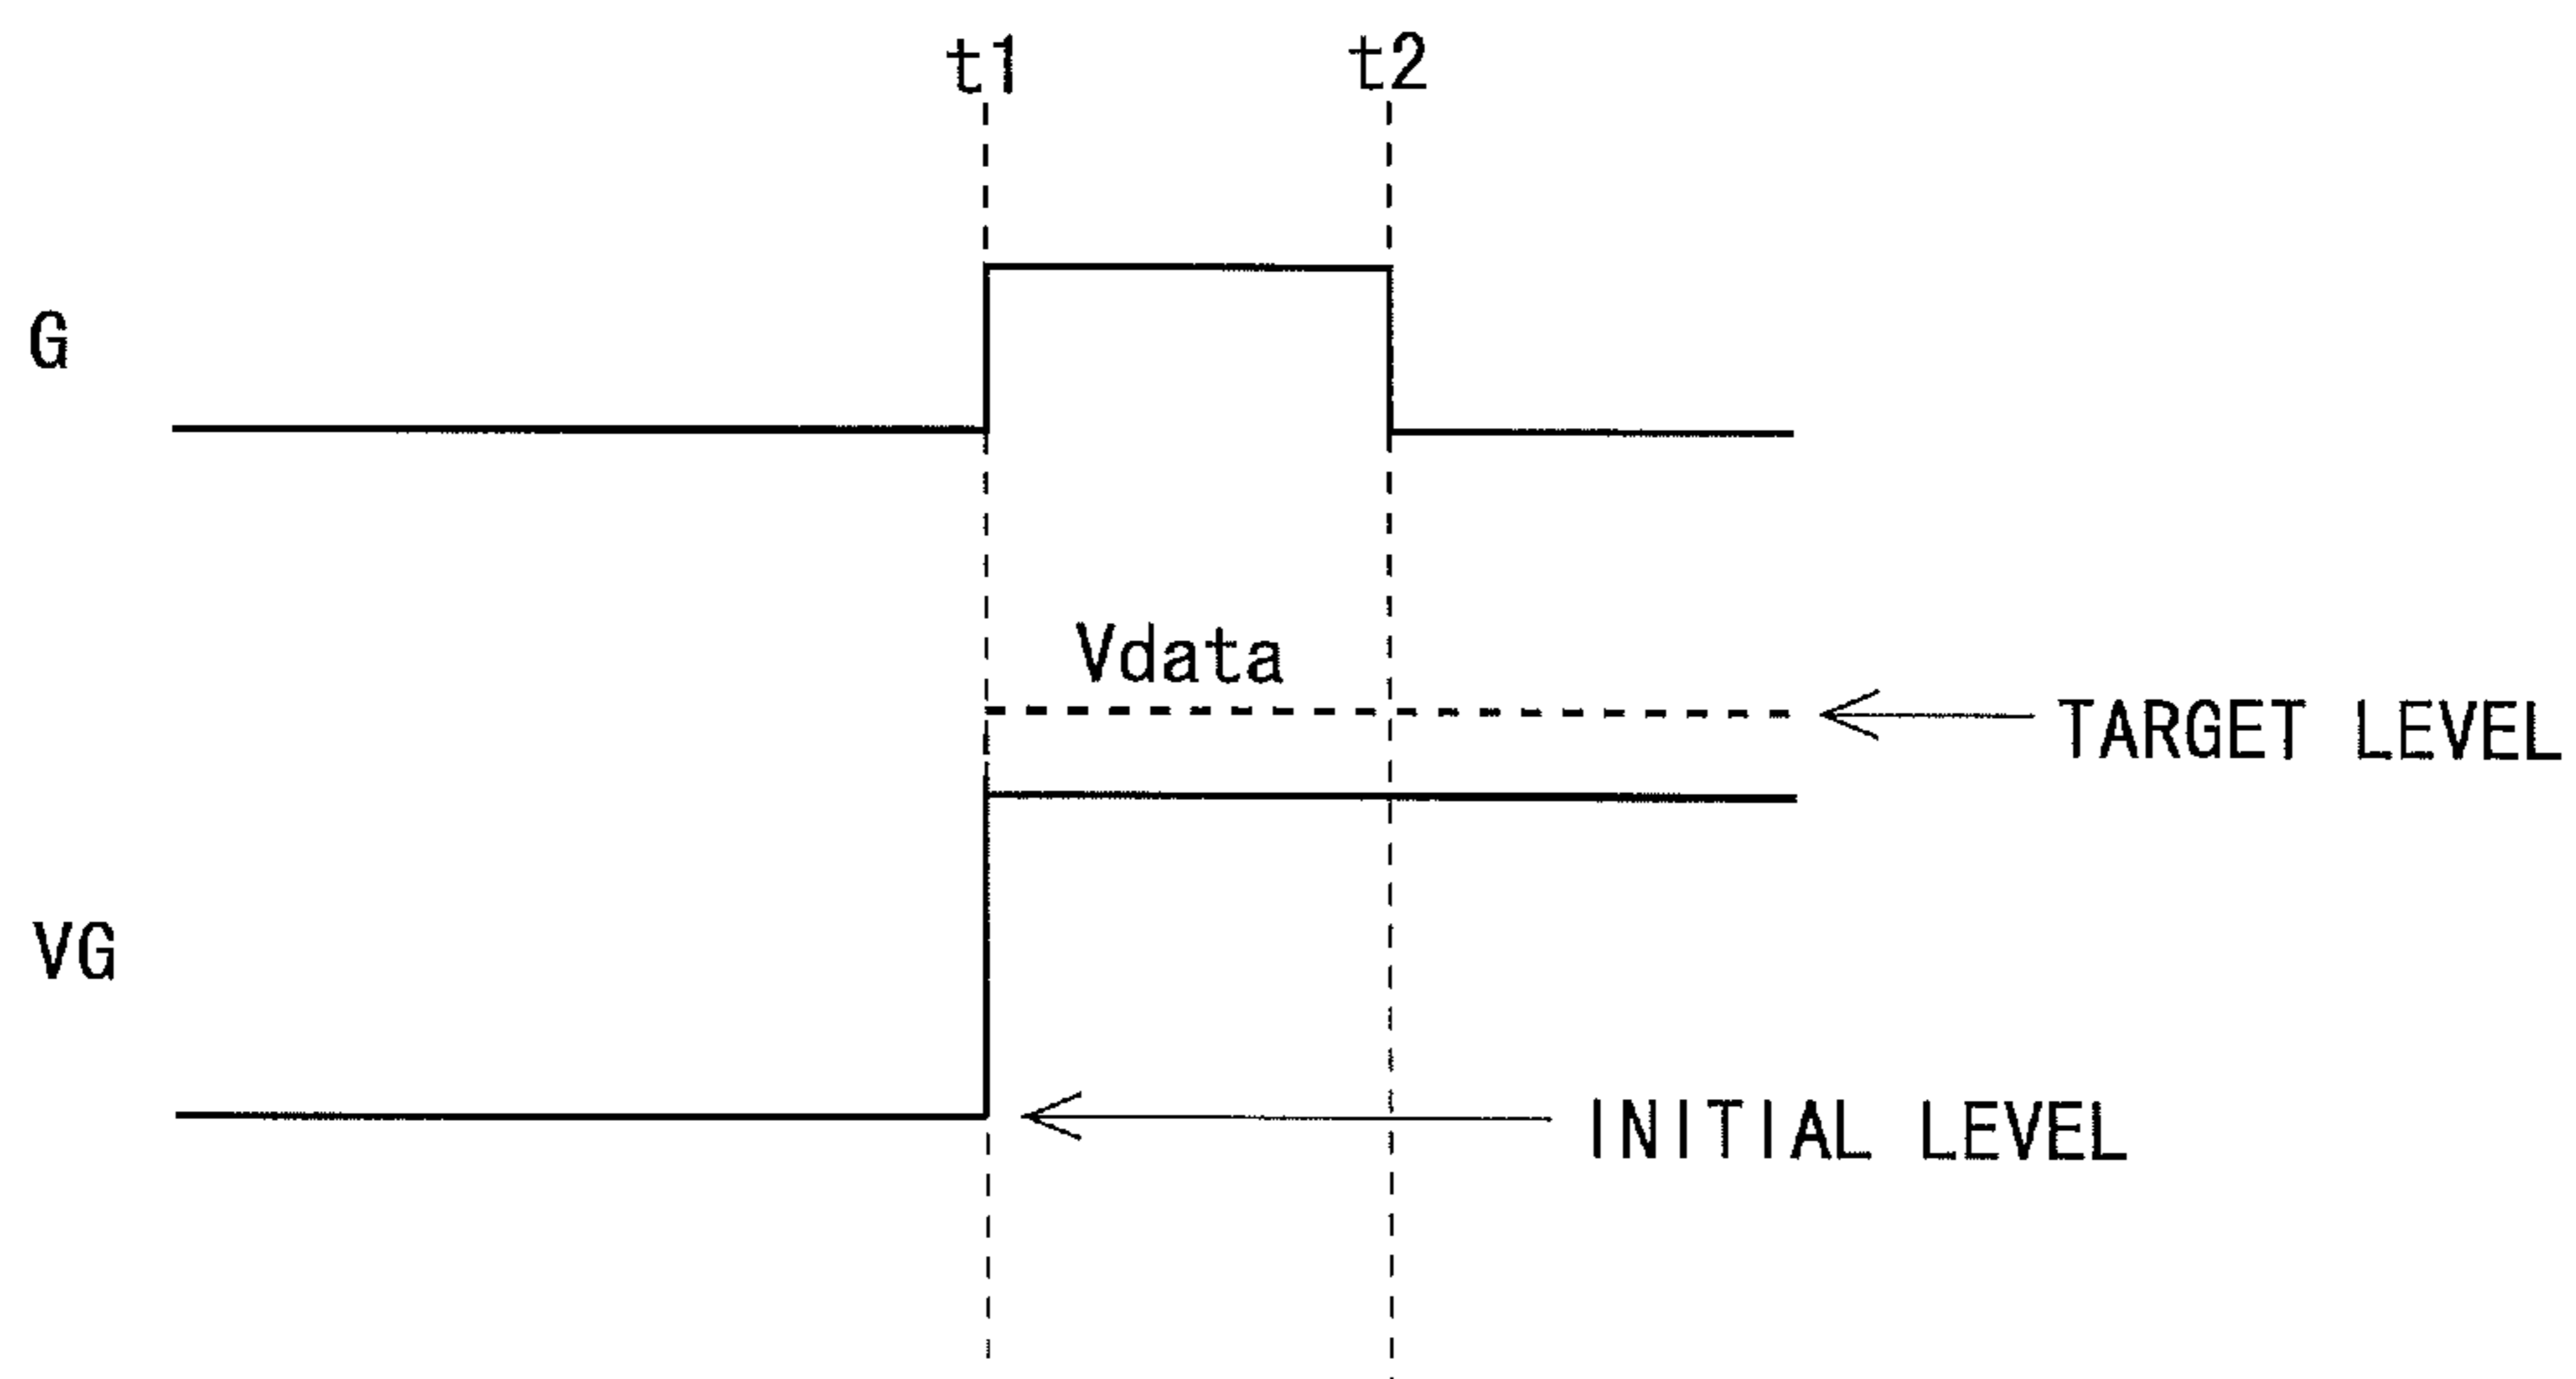 t1 t2
G
Vdata
TARGET LEVEL
VG
INITIAL LEVEL